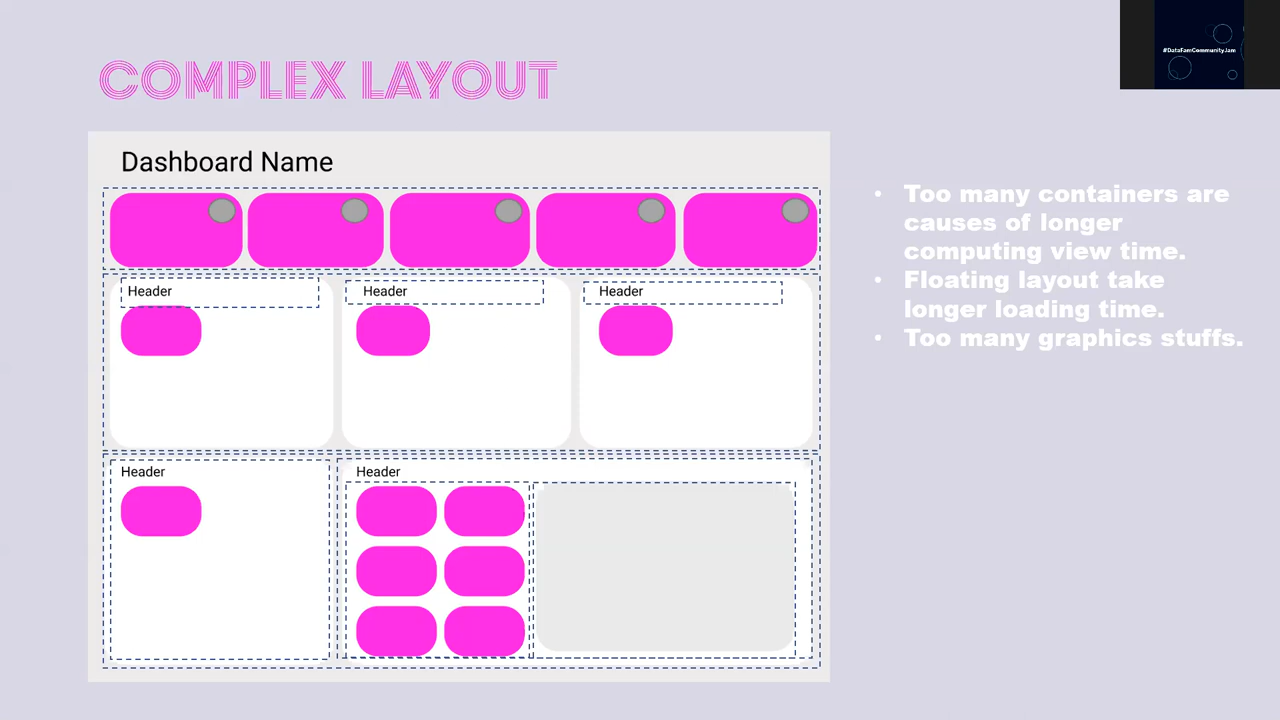 COMPLEX LAYOUT
#DataFamCommunityJam
Dashboard Name
Header
Header
Header
Header
Header
• Too many containers are
causes of longer
computing view time.
• Floating layout take
longer loading time.
• Too many graphics stuffs.